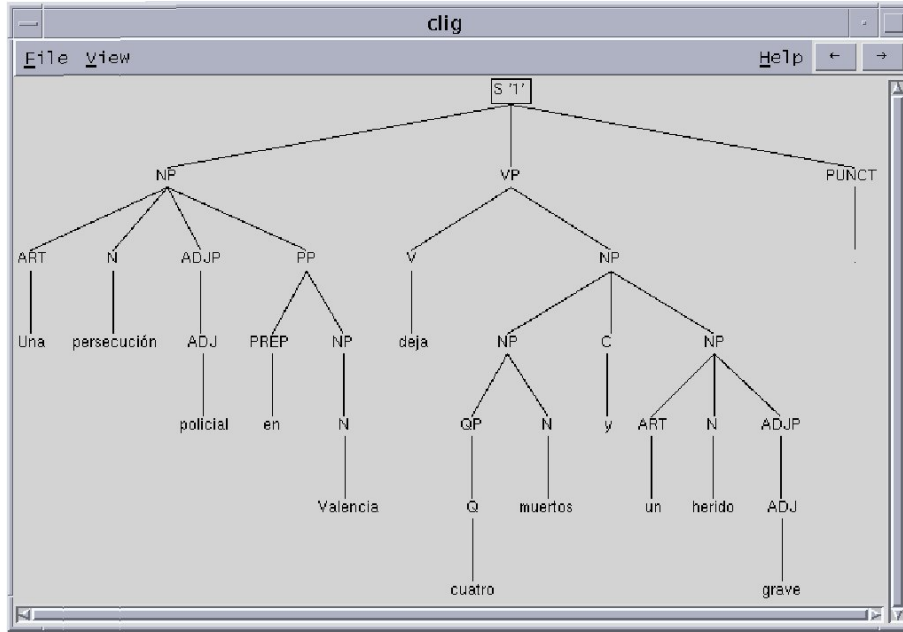 clig
File View Help ← →
S '1'
NP VP PUNCT
ART N ADJP PP V NP .
Una persecución ADJ PREP NP deja NP C NP
policial en N QP N y ART N ADJP
Valencia Q muertos un herido ADJ
cuatro grave